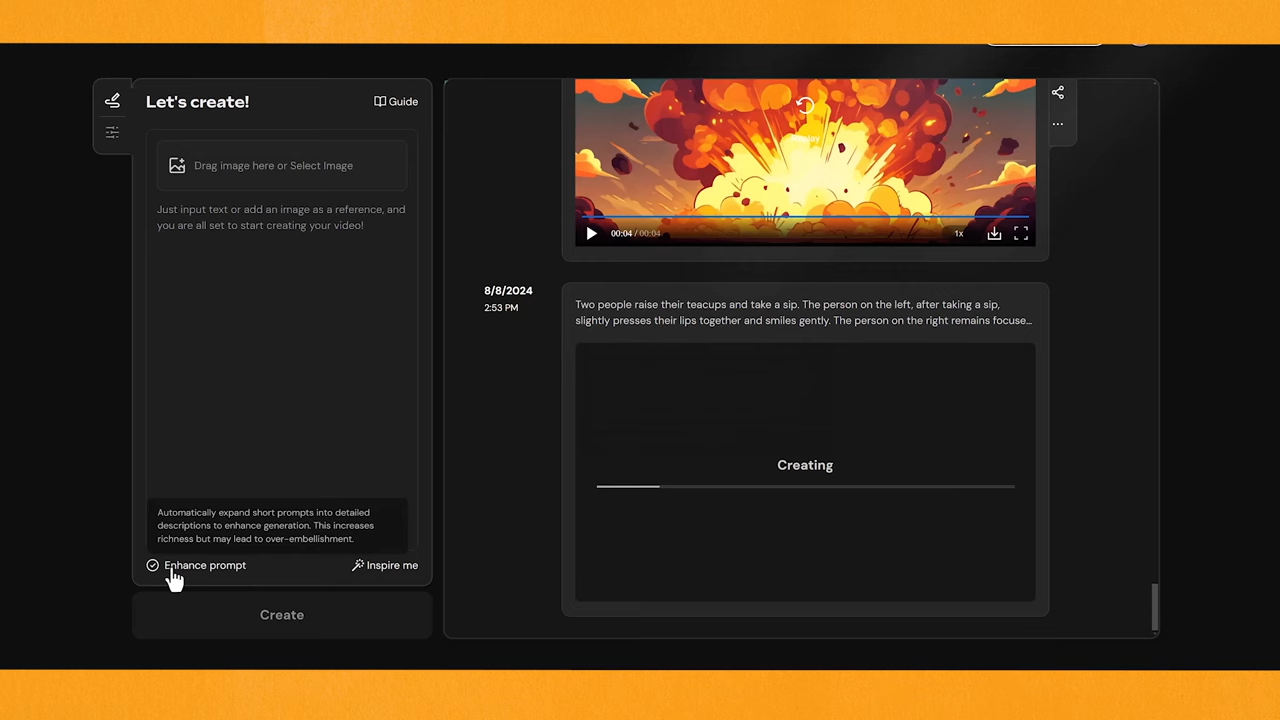 Let's create!
Guide
Drag image here or Select Image
Just input text or add an image as a reference, and
you are all set to start creating your video!
Automatically expand short prompts into detailed
descriptions to enhance generation. This increases
richness but may lead to over-embellishment.
Enhance prompt
Inspire me
Create
Replay
00:04 / 00:04
1x
8/8/2024
2:53 PM
Two people raise their teacups and take a sip. The person on the left, after taking a sip,
slightly presses their lips together and smiles gently. The person on the right remains focuse...
Creating